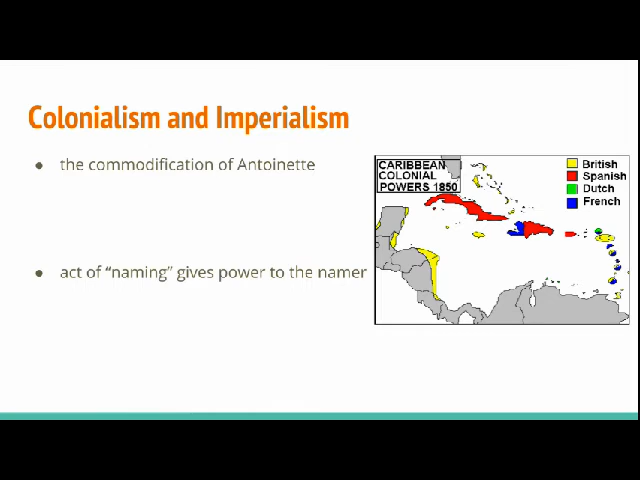 Colonialism and Imperialism
● the commodification of Antoinette
● act of “naming” gives power to the namer
CARIBBEAN
COLONIAL
POWERS 1850
British
Spanish
Dutch
French